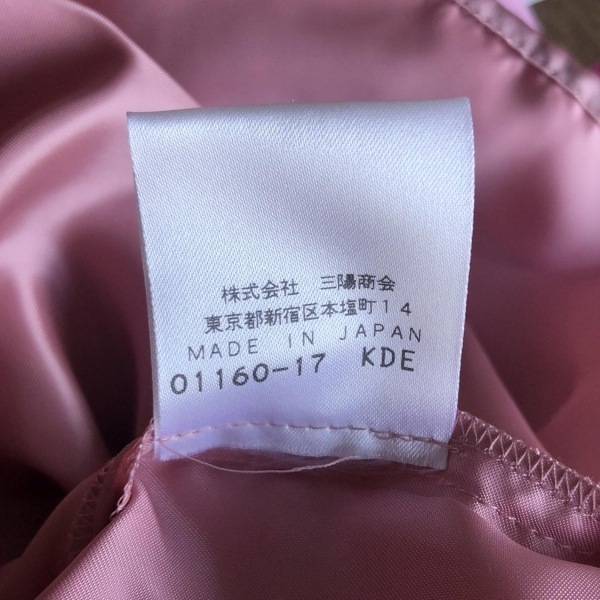 株式会社 三陽商会
東京都新宿区本塩町14
MADE IN JAPAN
01160-17 KDE